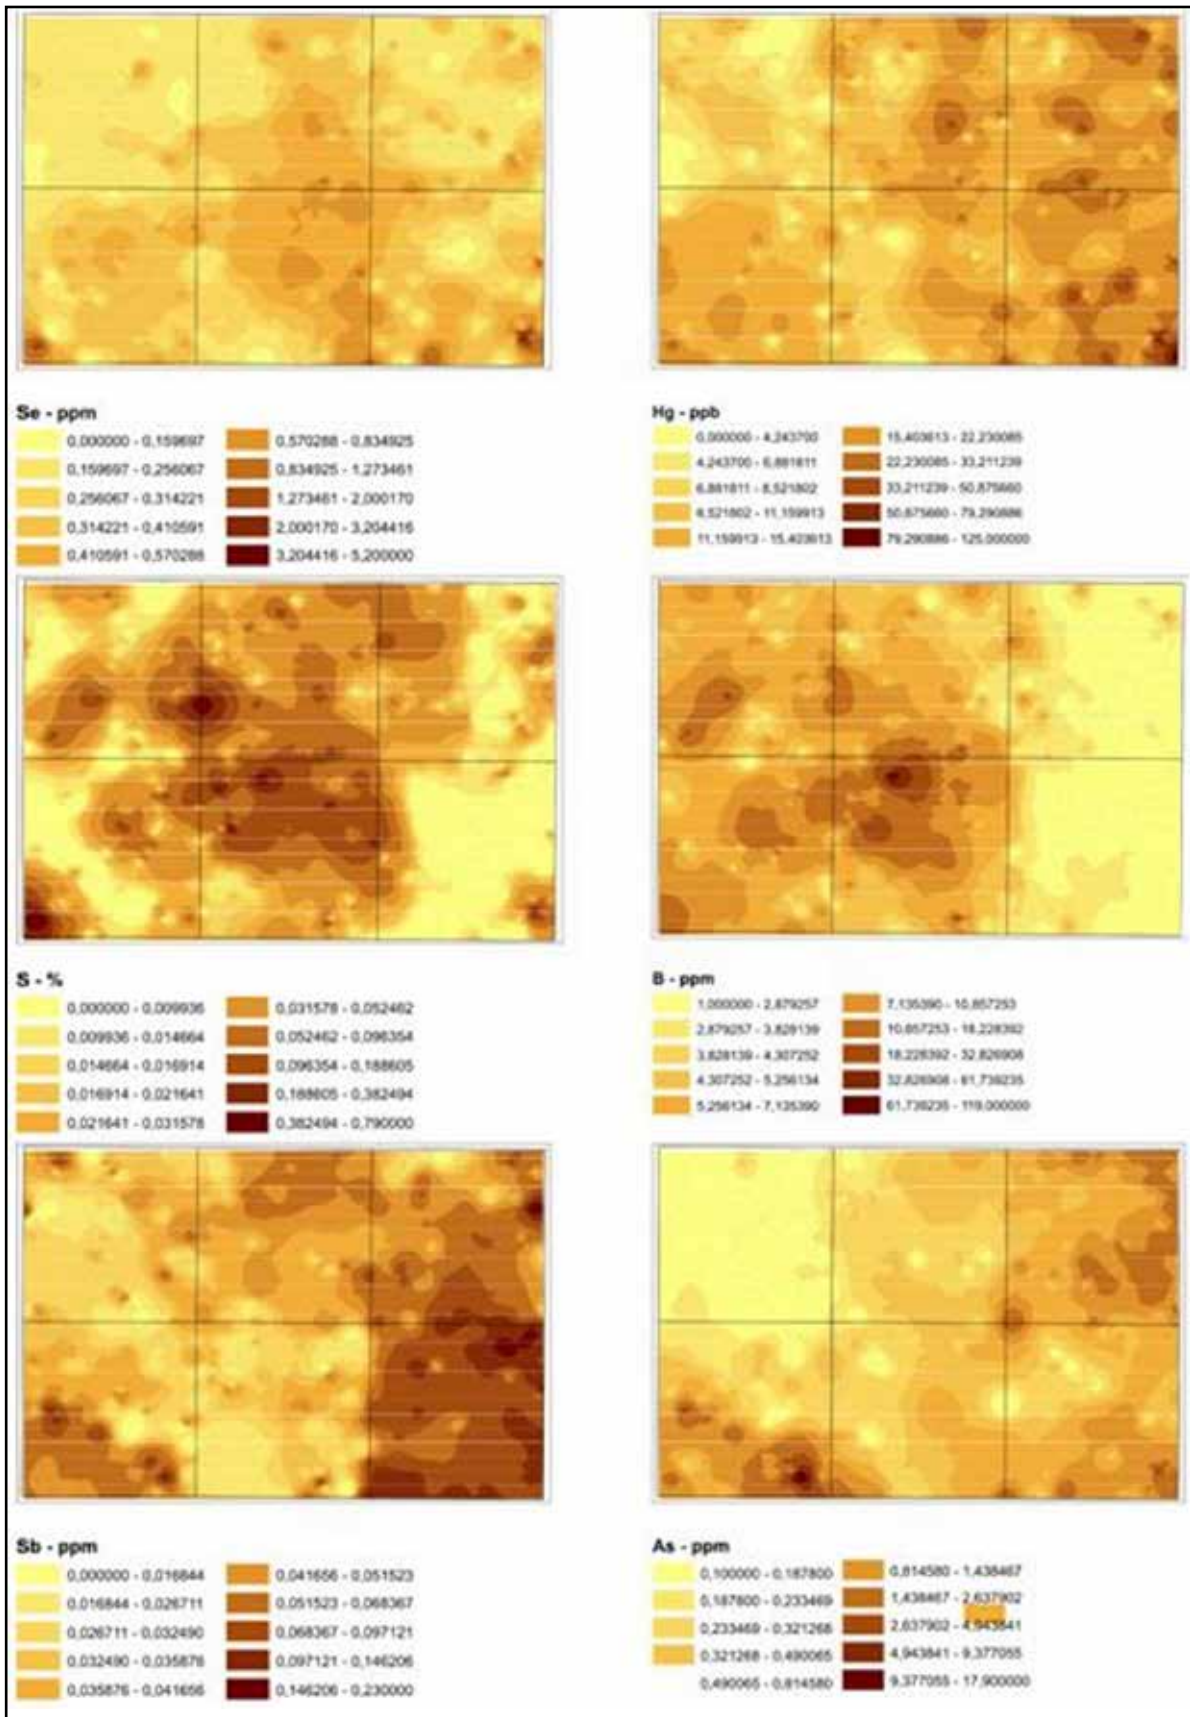 Se - ppm
0,000000 - 0,159697
0,570288 - 0,834925
0,159697 - 0,256067
0,834925 - 1,273461
0,256067 - 0,314221
1,273461 - 2,000170
0,314221 - 0,410591
2,000170 - 3,204416
0,410591 - 0,570288
3,204416 - 5,200000
Hg - ppb
0,000000 - 4,243700
15,403613 - 22,230085
4,243700 - 6,881811
22,230085 - 33,211239
6,881811 - 8,521802
33,211239 - 50,875660
8,521802 - 11,159913
50,875660 - 79,290886
11,159913 - 15,403613
79,290886 - 125,000000
S - %
0,000000 - 0,009936
0,031578 - 0,052462
0,009936 - 0,014664
0,052462 - 0,096354
0,014664 - 0,016914
0,096354 - 0,188605
0,016914 - 0,021641
0,188605 - 0,382494
0,021641 - 0,031578
0,382494 - 0,790000
B - ppm
1,000000 - 2,879257
7,135390 - 10,857253
2,879257 - 3,828139
10,857253 - 18,228392
3,828139 - 4,307252
18,228392 - 32,826908
4,307252 - 5,256134
32,826908 - 61,739235
5,256134 - 7,135390
61,739235 - 119,000000
Sb - ppm
0,000000 - 0,016844
0,041656 - 0,051523
0,016844 - 0,026711
0,051523 - 0,068367
0,026711 - 0,032490
0,068367 - 0,097121
0,032490 - 0,035876
0,097121 - 0,146206
0,035876 - 0,041656
0,146206 - 0,230000
As - ppm
0,100000 - 0,187800
0,814580 - 1,438467
0,187800 - 0,233469
1,438467 - 2,637902
0,233469 - 0,321268
2,637902 - 4,943841
0,321268 - 0,490065
4,943841 - 9,377055
0,490065 - 0,814580
9,377055 - 17,900000